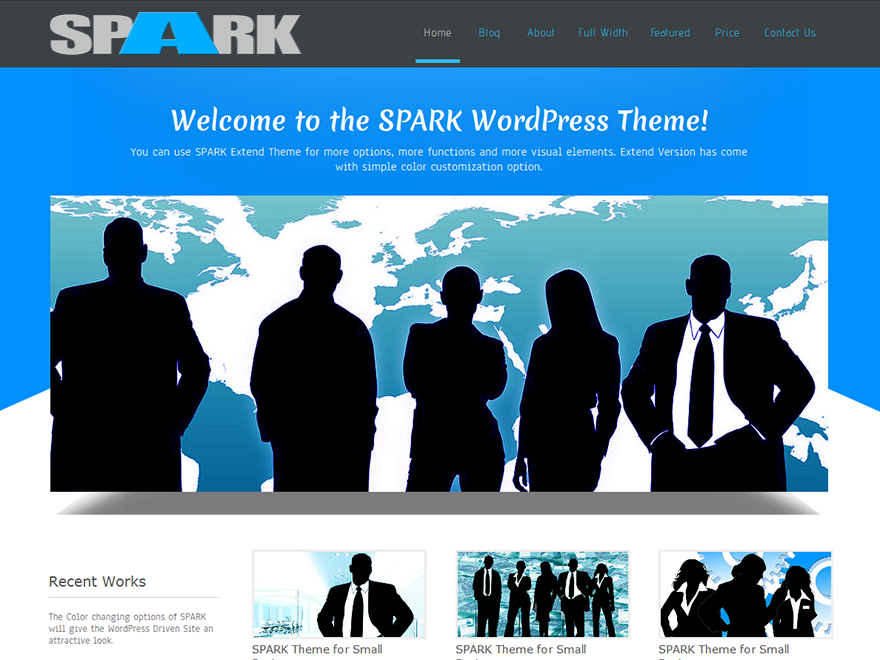 SPARK
Home Blog About Full Width Featured Price Contact Us
Welcome to the SPARK WordPress Theme!
You can use SPARK Extend Theme for more options, more functions and more visual elements. Extend Version has come
with simple color customization option.
Recent Works
The Color changing options of SPARK
will give the WordPress Driven Site an
attractive look.
SPARK Theme for Small
SPARK Theme for Small
SPARK Theme for Small